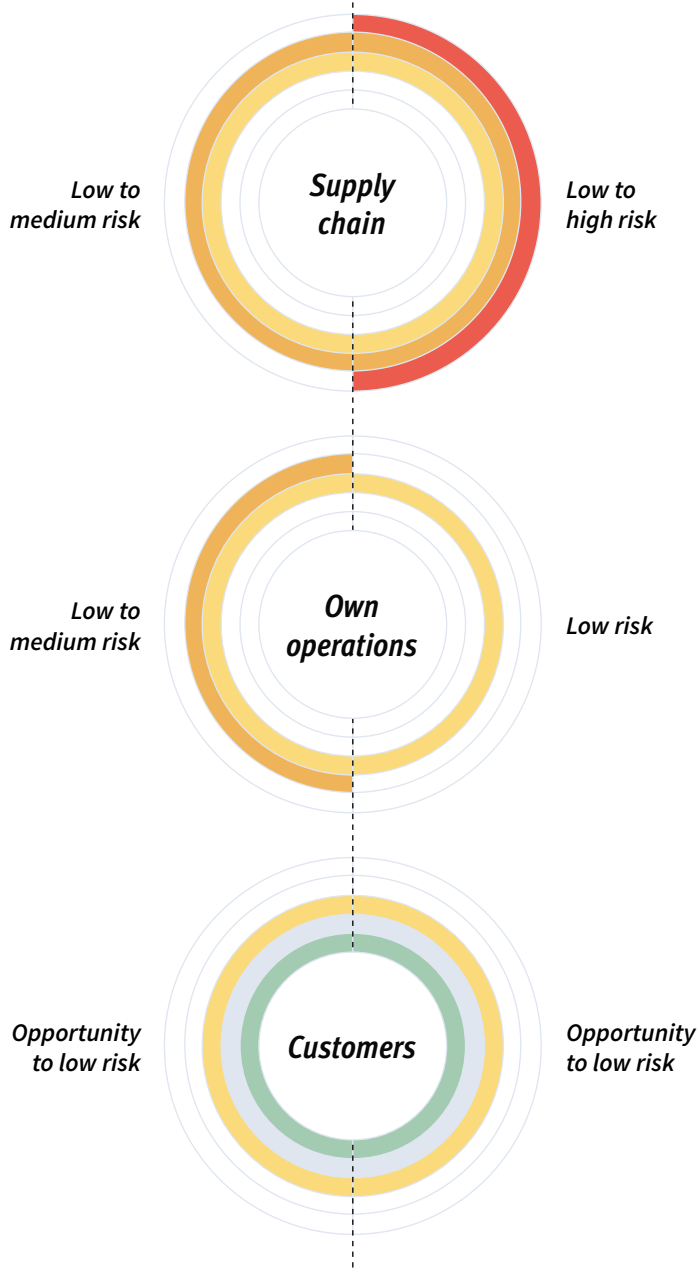 Low to
medium risk
Supply
chain
Low to
high risk
Low to
medium risk
Own
operations
Low risk
Opportunity
to low risk
Customers
Opportunity
to low risk